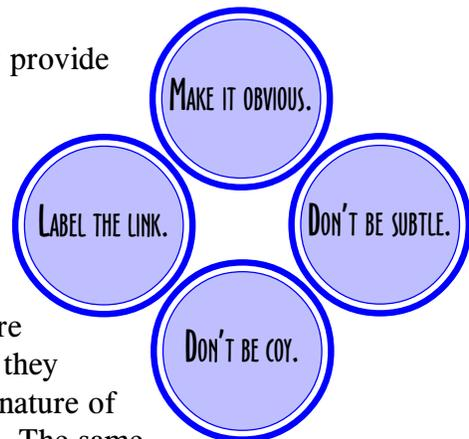 provide
MAKE IT OBVIOUS.
LABEL THE LINK.
DON'T BE SUBTLE.
DON'T BE COY.
re
they
nature of
The same